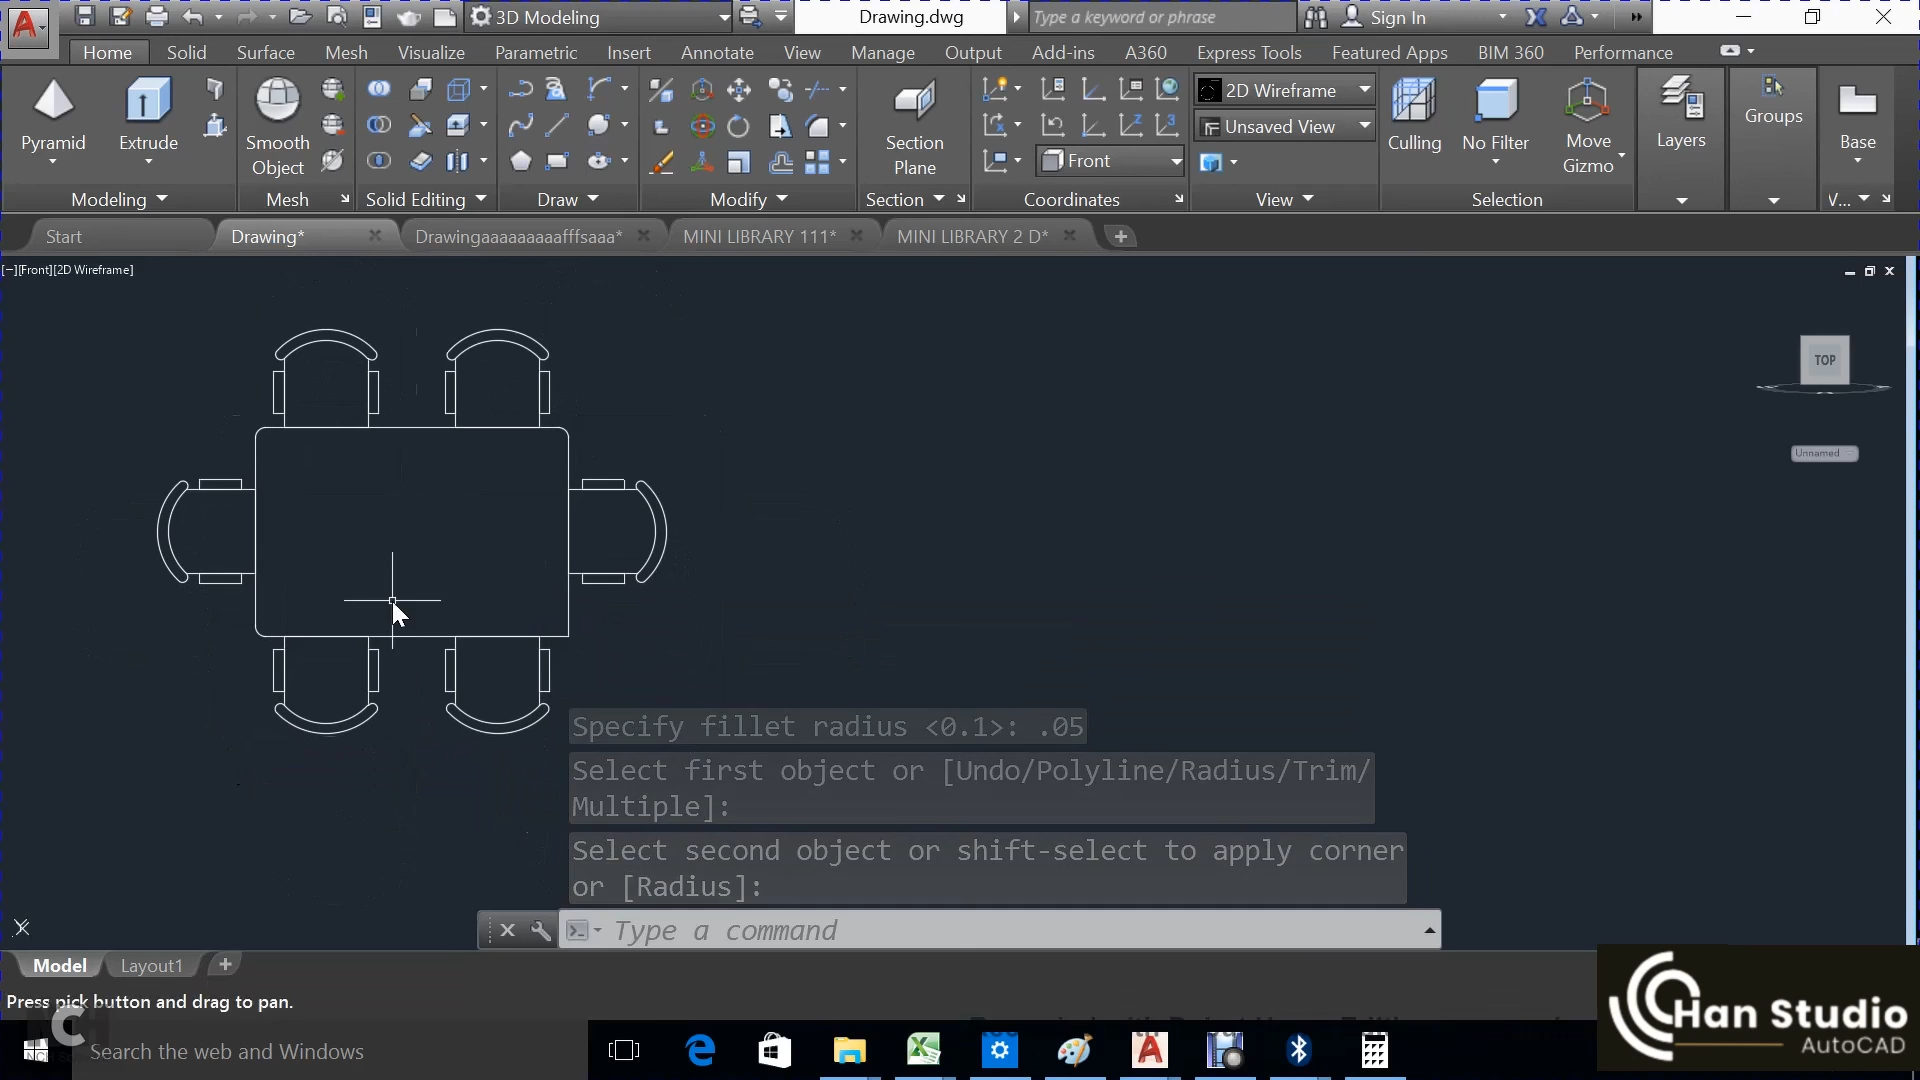 3D Modeling
Drawing.dwg
Type a keyword or phrase
Sign In
Home
Solid
Surface
Mesh
Visualize
Parametric
Insert
Annotate
View
Manage
Output
Add-ins
A360
Express Tools
Featured Apps
BIM 360
Performance
Pyramid
Extrude
Smooth
Object
Section
Plane
2D Wireframe
Unsaved View
Front
Culling
No Filter
Move
Gizmo
Layers
Groups
Base
Modeling
Mesh
Solid Editing
Draw
Modify
Section
Coordinates
View
Selection
V...
Start
Drawing*
Drawingaaaaaaaaafffsaaa*
MINI LIBRARY 111*
MINI LIBRARY 2 D*
[−][Front][2D Wireframe]
TOP
Unnamed
Specify fillet radius <0.1>: .05
Select first object or [Undo/Polyline/Radius/Trim/
Multiple]:
Select second object or shift-select to apply corner
or [Radius]:
Type a command
Model
Layout1
Press pick button and drag to pan.
Search the web and Windows
Han Studio
AutoCAD